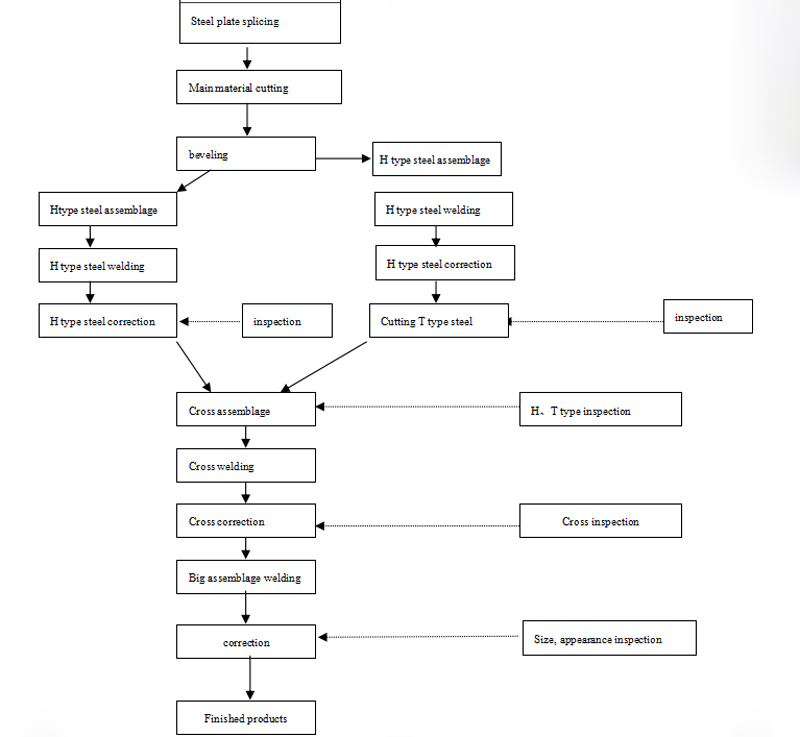 Steel plate splicing
Main material cutting
beveling
H type steel assemblage
H type steel assemblage
H type steel welding
H type steel welding
H type steel correction
H type steel correction
inspection
Cutting T type steel
inspection
Cross assemblage
H、T type inspection
Cross welding
Cross correction
Cross inspection
Big assemblage welding
correction
Size, appearance inspection
Finished products